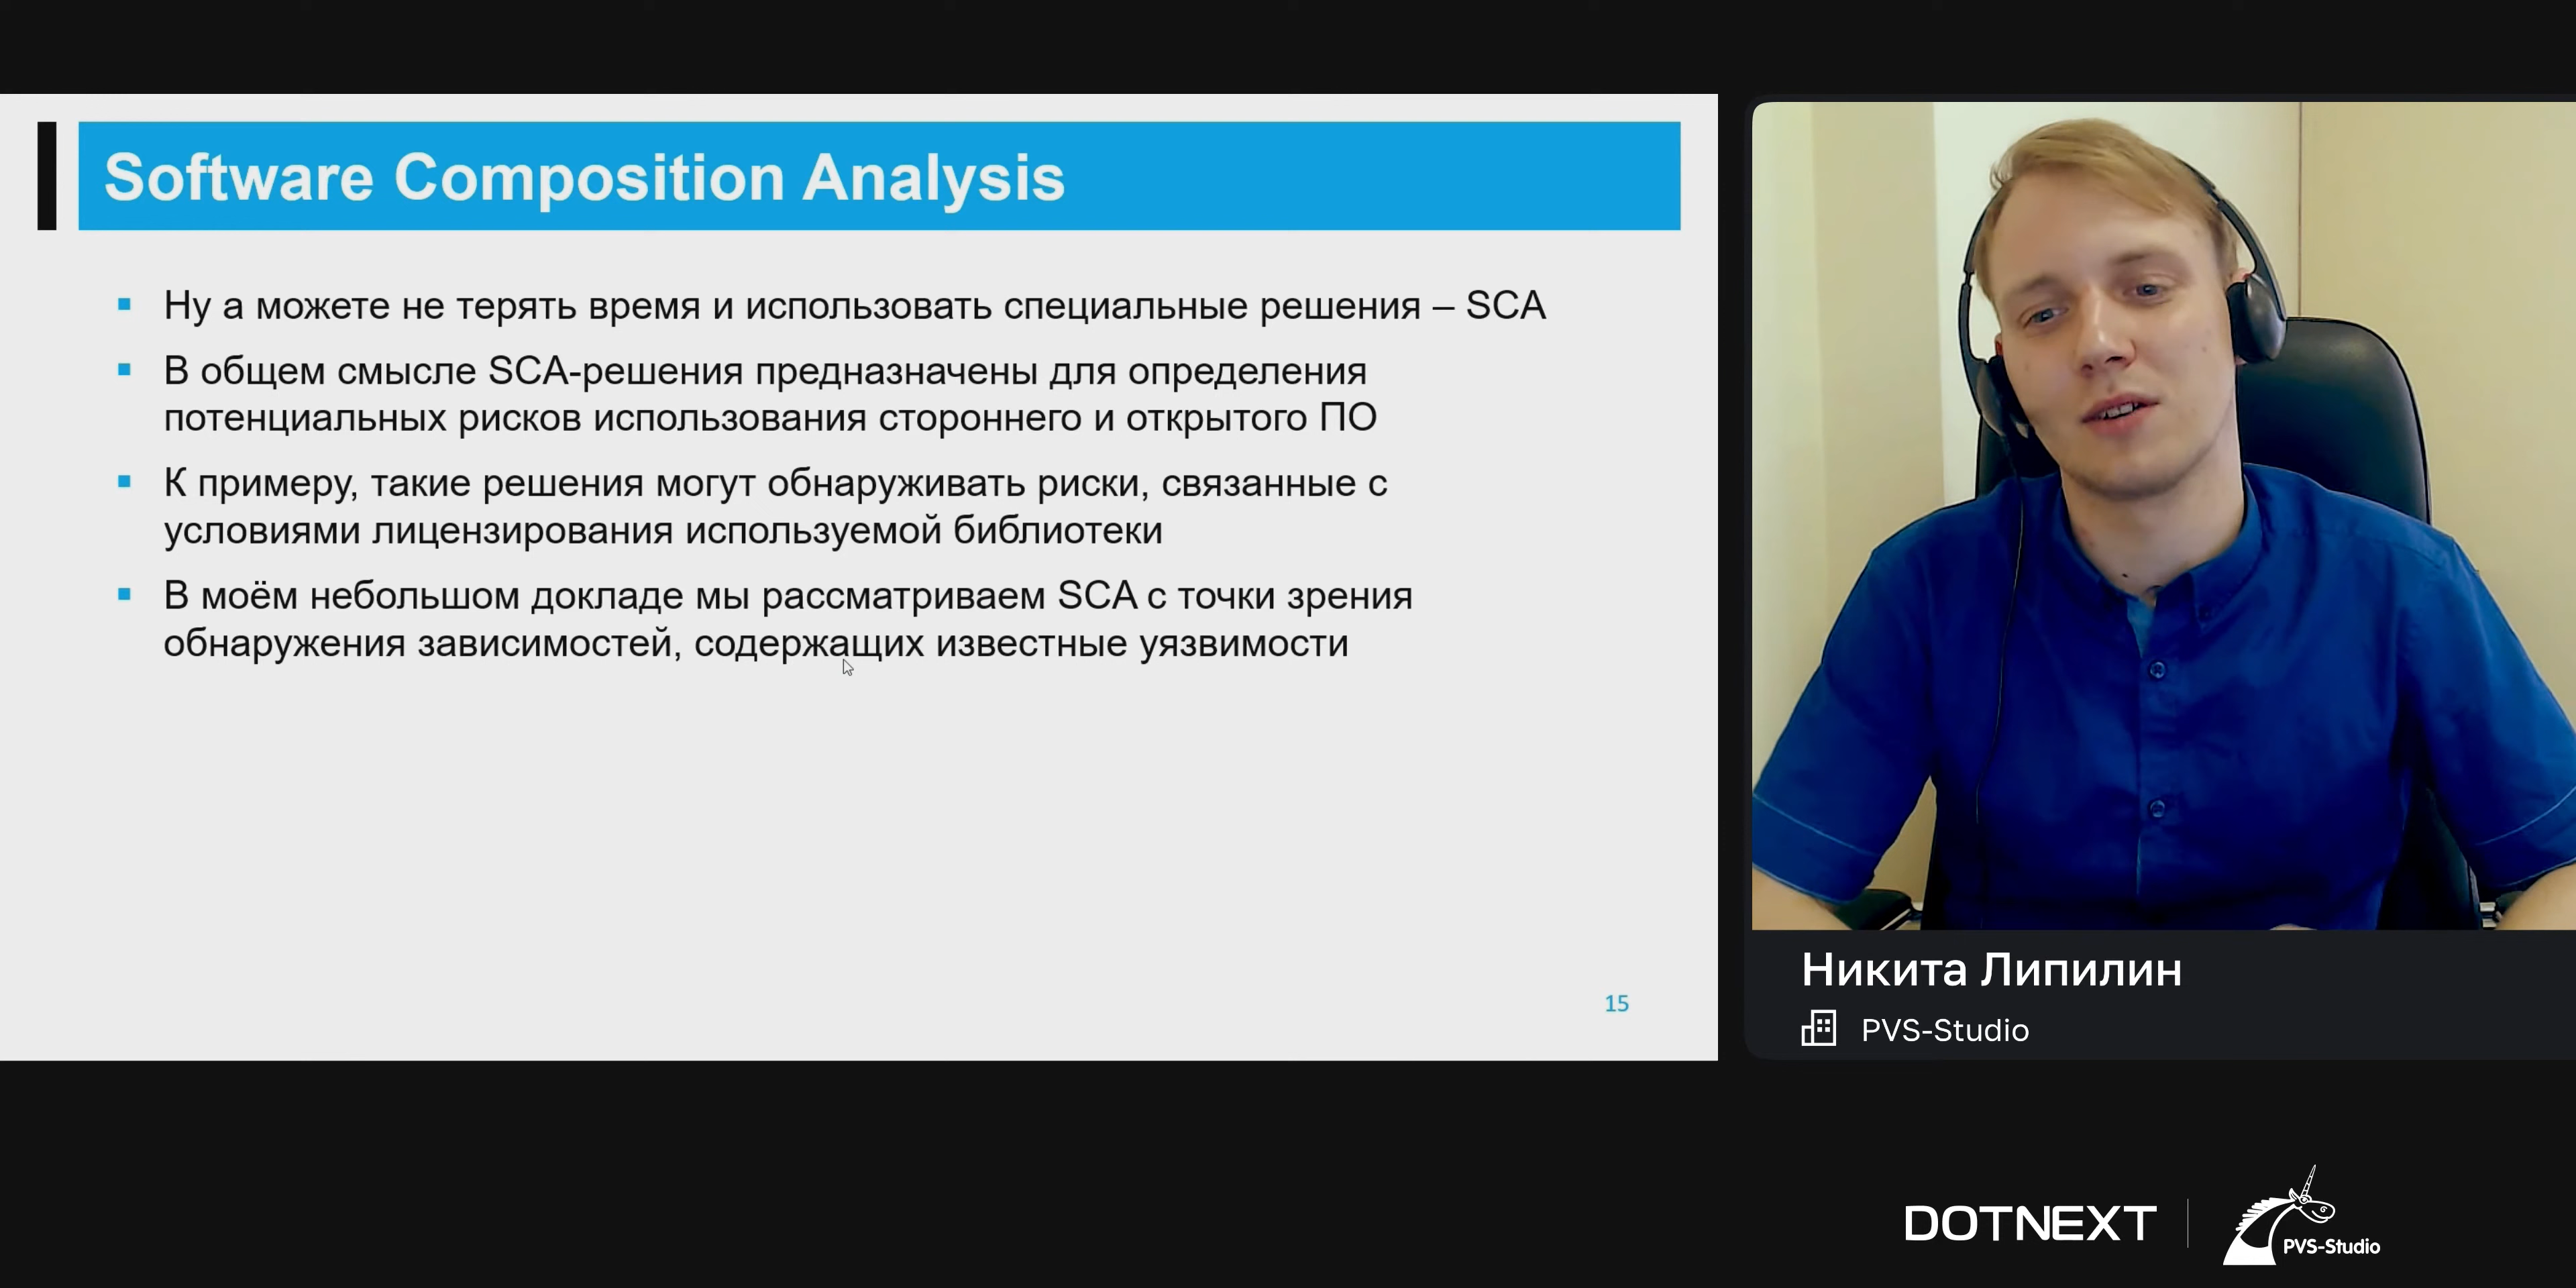 Software Composition Analysis
Ну а можете не терять время и использовать специальные решения – SCA
В общем смысле SCA-решения предназначены для определения
потенциальных рисков использования стороннего и открытого ПО
К примеру, такие решения могут обнаруживать риски, связанные с
условиями лицензирования используемой библиотеки
В моём небольшом докладе мы рассматриваем SCA с точки зрения
обнаружения зависимостей, содержащих известные уязвимости
15
Никита Липилин
PVS-Studio
DOTNEXT
PVS-Studio